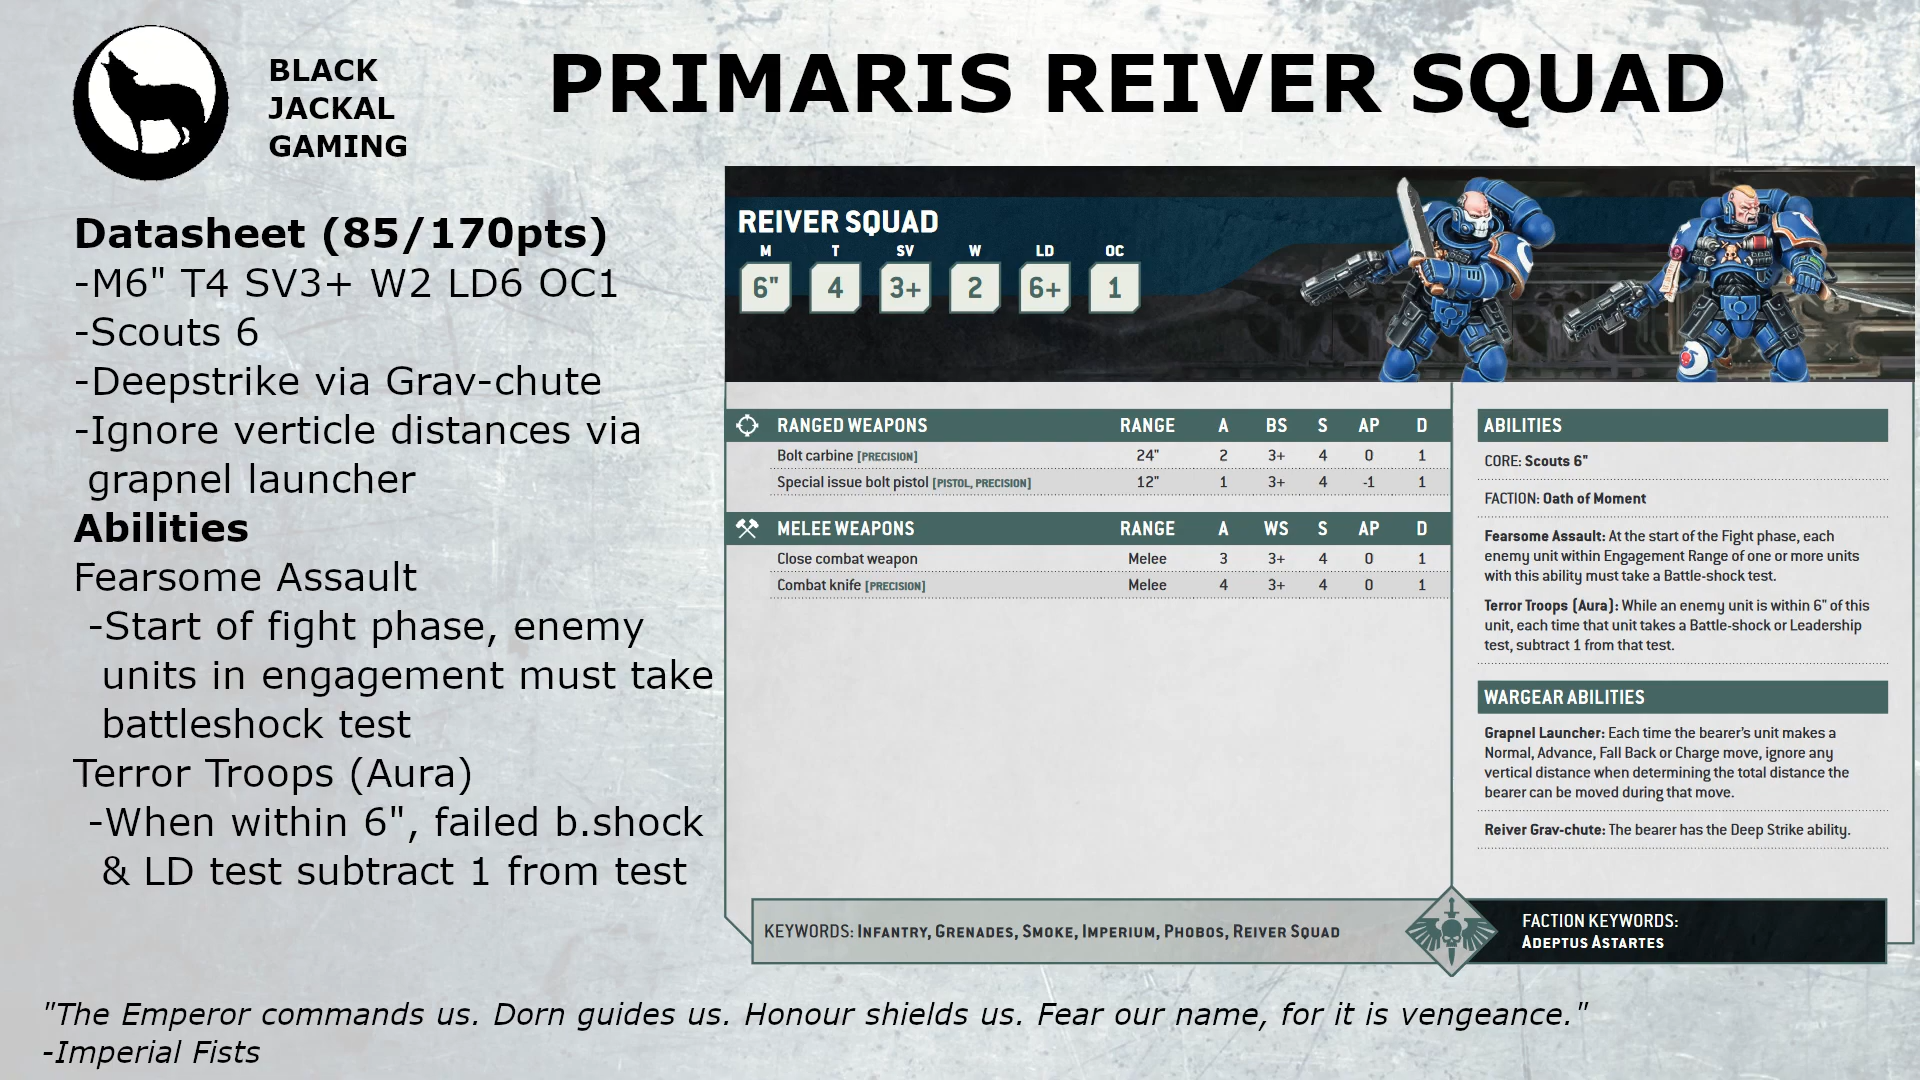 BLACK
JACKAL
GAMING
PRIMARIS REIVER SQUAD
Datasheet (85/170pts)
-M6" T4 SV3+ W2 LD6 OC1
-Scouts 6
-Deepstrike via Grav-chute
-Ignore verticle distances via
grapnel launcher
Abilities
Fearsome Assault
-Start of fight phase, enemy
units in engagement must take
battleshock test
Terror Troops (Aura)
-When within 6", failed b.shock
& LD test subtract 1 from test
REIVER SQUAD
M T SV W LD OC
6" 4 3+ 2 6+ 1
RANGED WEAPONS RANGE A BS S AP D
Bolt carbine [PRECISION] 24" 2 3+ 4 0 1
Special issue bolt pistol [PISTOL, PRECISION] 12" 1 3+ 4 -1 1
MELEE WEAPONS RANGE A WS S AP D
Close combat weapon Melee 3 3+ 4 0 1
Combat knife [PRECISION] Melee 4 3+ 4 0 1
ABILITIES
CORE: Scouts 6"
FACTION: Oath of Moment
Fearsome Assault: At the start of the Fight phase, each
enemy unit within Engagement Range of one or more units
with this ability must take a Battle-shock test.
Terror Troops (Aura): While an enemy unit is within 6" of this
unit, each time that unit takes a Battle-shock or Leadership
test, subtract 1 from that test.
WARGEAR ABILITIES
Grapnel Launcher: Each time the bearer's unit makes a
Normal, Advance, Fall Back or Charge move, ignore any
vertical distance when determining the total distance the
bearer can be moved during that move.
Reiver Grav-chute: The bearer has the Deep Strike ability.
KEYWORDS: INFANTRY, GRENADES, SMOKE, IMPERIUM, PHOBOS, REIVER SQUAD
FACTION KEYWORDS:
ADEPTUS ASTARTES
"The Emperor commands us. Dorn guides us. Honour shields us. Fear our name, for it is vengeance."
-Imperial Fists